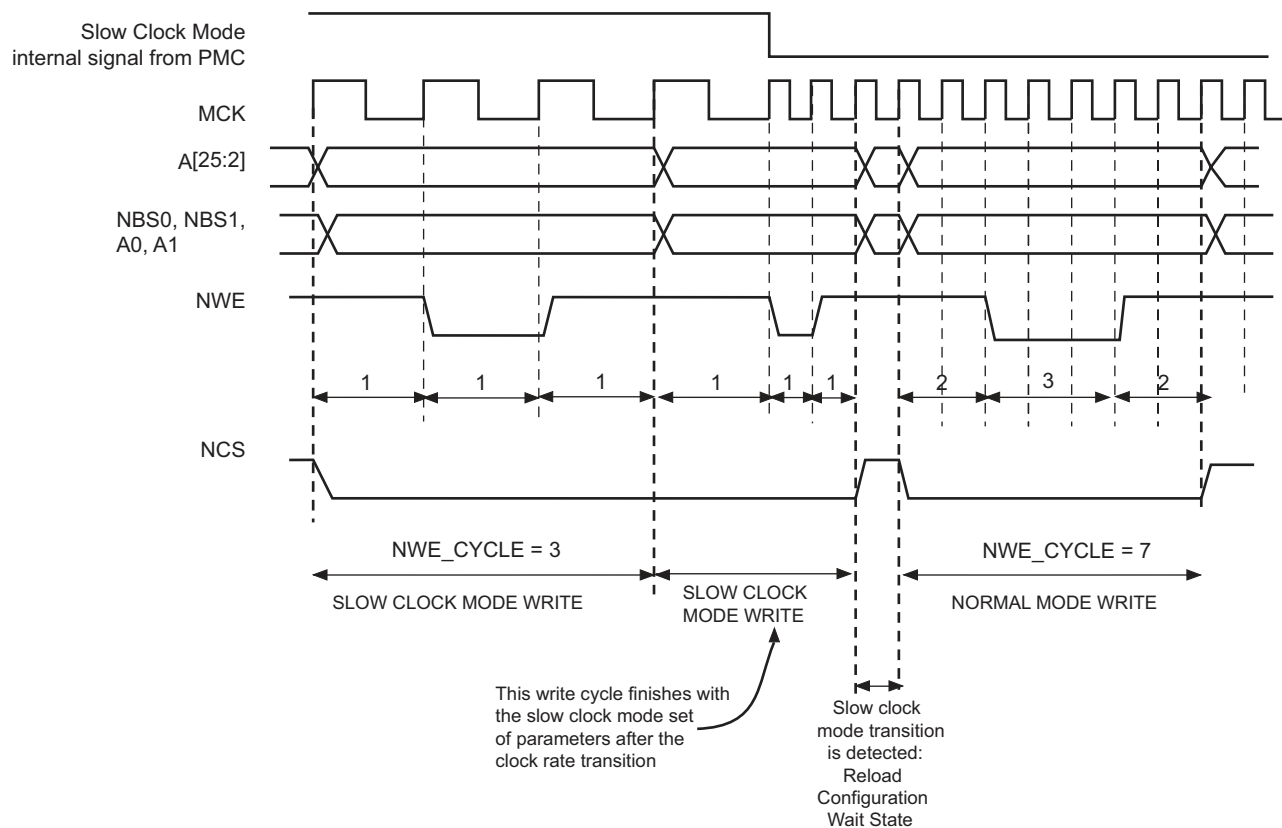 Slow Clock Mode
internal signal from PMC
MCK
A[25:2]
NBS0, NBS1,
A0, A1
NWE
1 1 1 1 1 1 2 3 2
NCS
NWE_CYCLE = 3
NWE_CYCLE = 7
SLOW CLOCK MODE WRITE
SLOW CLOCK
MODE WRITE
NORMAL MODE WRITE
This write cycle finishes with
the slow clock mode set
of parameters after the
clock rate transition
Slow clock
mode transition
is detected:
Reload
Configuration
Wait State